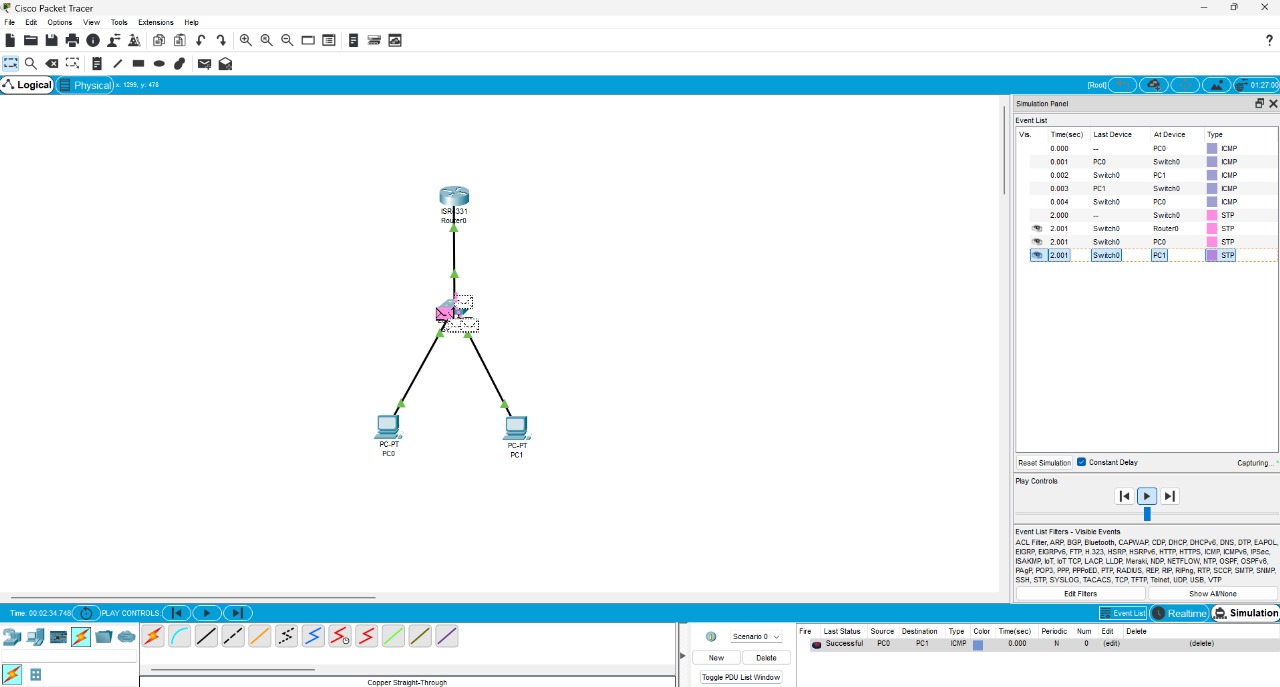 Cisco Packet Tracer
File Edit Options View Tools Extensions Help
?
Logical Physical x: 1299, y: 478 [Root] 01:27:00
Simulation Panel
Event List
Vis. Time(sec) Last Device At Device Type
0.000 -- PC0 ICMP
0.001 PC0 Switch0 ICMP
0.002 Switch0 PC1 ICMP
0.003 PC1 Switch0 ICMP
0.004 Switch0 PC0 ICMP
2.000 -- Switch0 STP
2.001 Switch0 Router0 STP
2.001 Switch0 PC0 STP
2.001 Switch0 PC1 STP
Router0
PC-PT
PC0
PC-PT
PC1
Reset Simulation Constant Delay Capturing...
Play Controls
Event List Filters - Visible Events
ACL Filter, ARP, BGP, Bluetooth, CAPWAP, CDP, DHCP, DHCPv6, DNS, DTP, EAPOL,
EIGRP, EIGRPv6, FTP, H.323, HSRP, HSRPv6, HTTP, HTTPS, ICMP, ICMPv6, IPSec,
ISAKMP, IoT, IoT TCP, LACP, LLDP, Meraki, NDP, NETFLOW, NTP, OSPF, OSPFv6,
PAgP, POP3, PPP, PPPoED, PTP, RADIUS, REP, RIP, RIPng, RTP, SCCP, SMTP, SNMP,
SSH, STP, SYSLOG, TACACS, TCP, TFTP, Telnet, UDP, USB, VTP
Edit Filters Show All/None
Time: 00:02:34.748 PLAY CONTROLS: Event List Realtime Simulation
Scenario 0
New Delete
Toggle PDU List Window
Fire Last Status Source Destination Type Color Time(sec) Periodic Num Edit Delete
Successful PC0 PC1 ICMP 0.000 N 0 (edit) (delete)
Copper Straight-Through